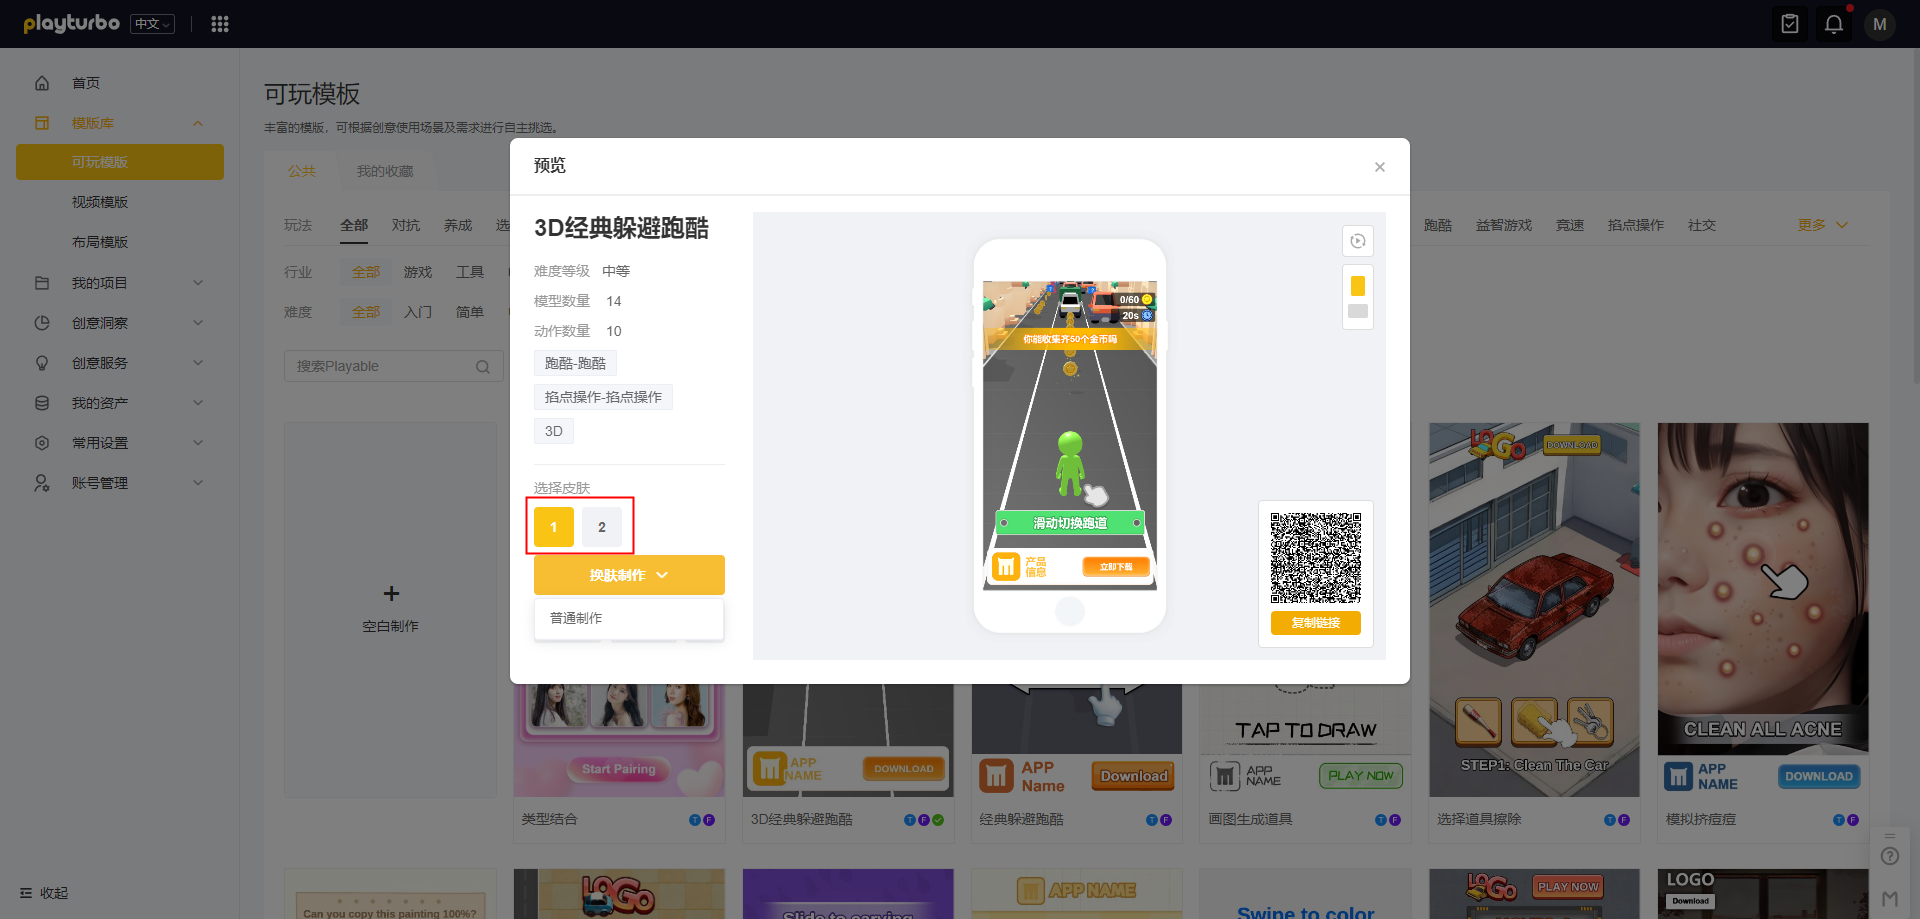 playturbo 中文
M
首页
模版库
可玩模版
视频模版
布局模版
我的项目
创意洞察
创意服务
我的资产
常用设置
账号管理
收起
可玩模板
丰富的模版，可根据创意使用场景及需求进行自主挑选。
公共 我的收藏
玩法 全部 对抗 养成 选
跑酷 益智游戏 竞速 掐点操作 社交 更多
行业 全部 游戏 工具
难度 全部 入门 简单
搜索Playable
+
空白制作
预览
×
3D经典躲避跑酷
难度等级 中等
模型数量 14
动作数量 10
跑酷-跑酷
掐点操作-掐点操作
3D
选择皮肤
1 2
换肤制作
普通制作
0/60
20s
你能收集齐50个金币吗
滑动切换跑道
产品
信息
立即下载
复制链接
Start Pairing
类型结合
T F
APP
NAME
DOWNLOAD
3D经典躲避跑酷
T F
APP
Name
Download
经典躲避跑酷
T F
TAP TO DRAW
APP
NAME
PLAY NOW
画图生成道具
T F
LOGO
DOWNLOAD
STEP1: Clean The Car
选择道具擦除
T F
CLEAN ALL ACNE
APP
NAME
DOWNLOAD
模拟挤痘痘
T F
Can you copy this painting 100%?
LOGO
Slide to carving
APP NAME
Swipe to color
LOGO
PLAY NOW
LOGO
Download